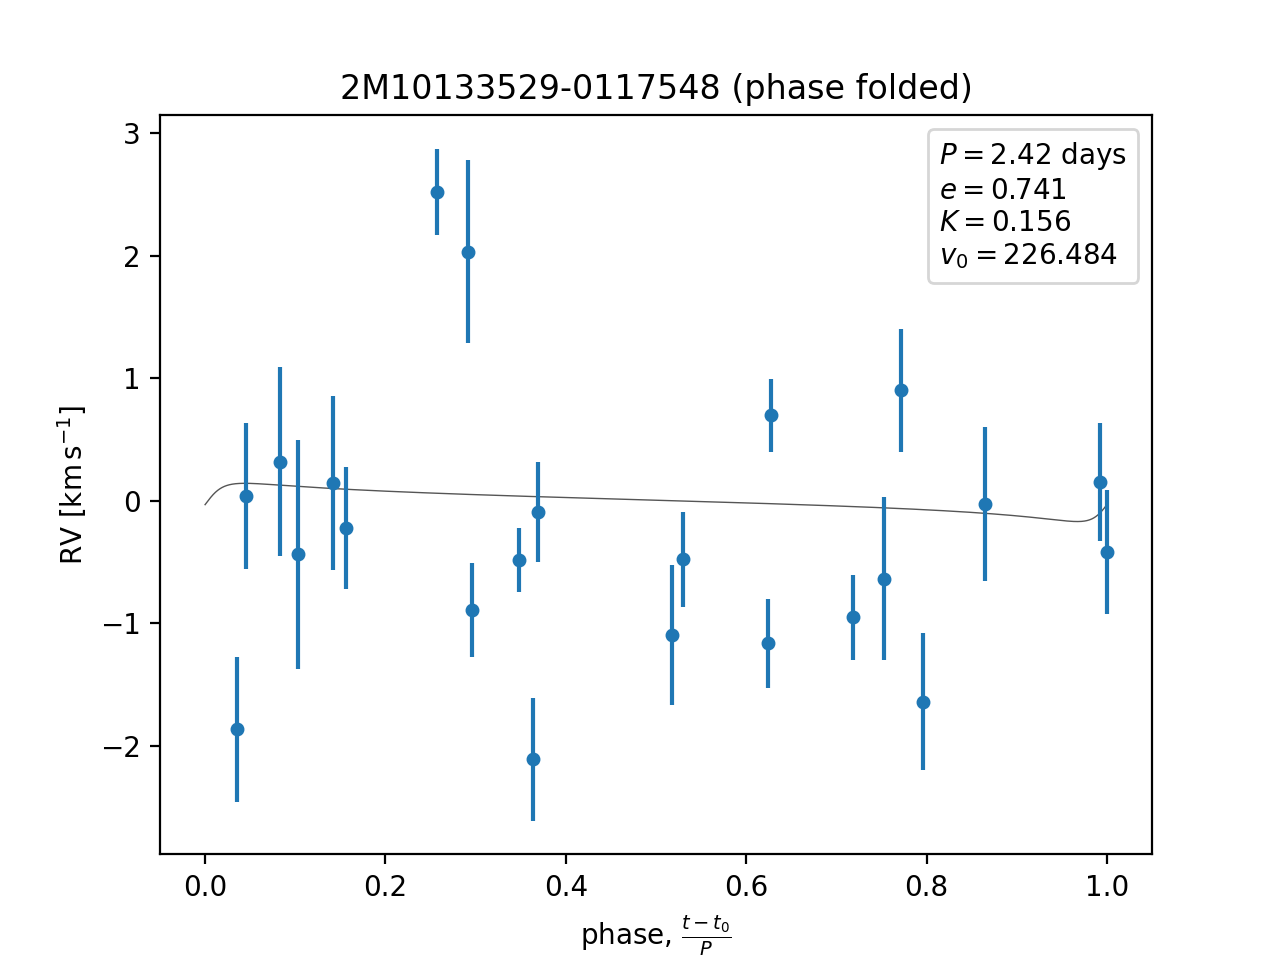 2M10133529-0117548 (phase folded)
P = 2.42 days
e = 0.741
K = 0.156
v₀ = 226.484
3
2
1
0
−1
−2
RV [km s⁻¹]
0.0 0.2 0.4 0.6 0.8 1.0
phase, (t − t₀)/P